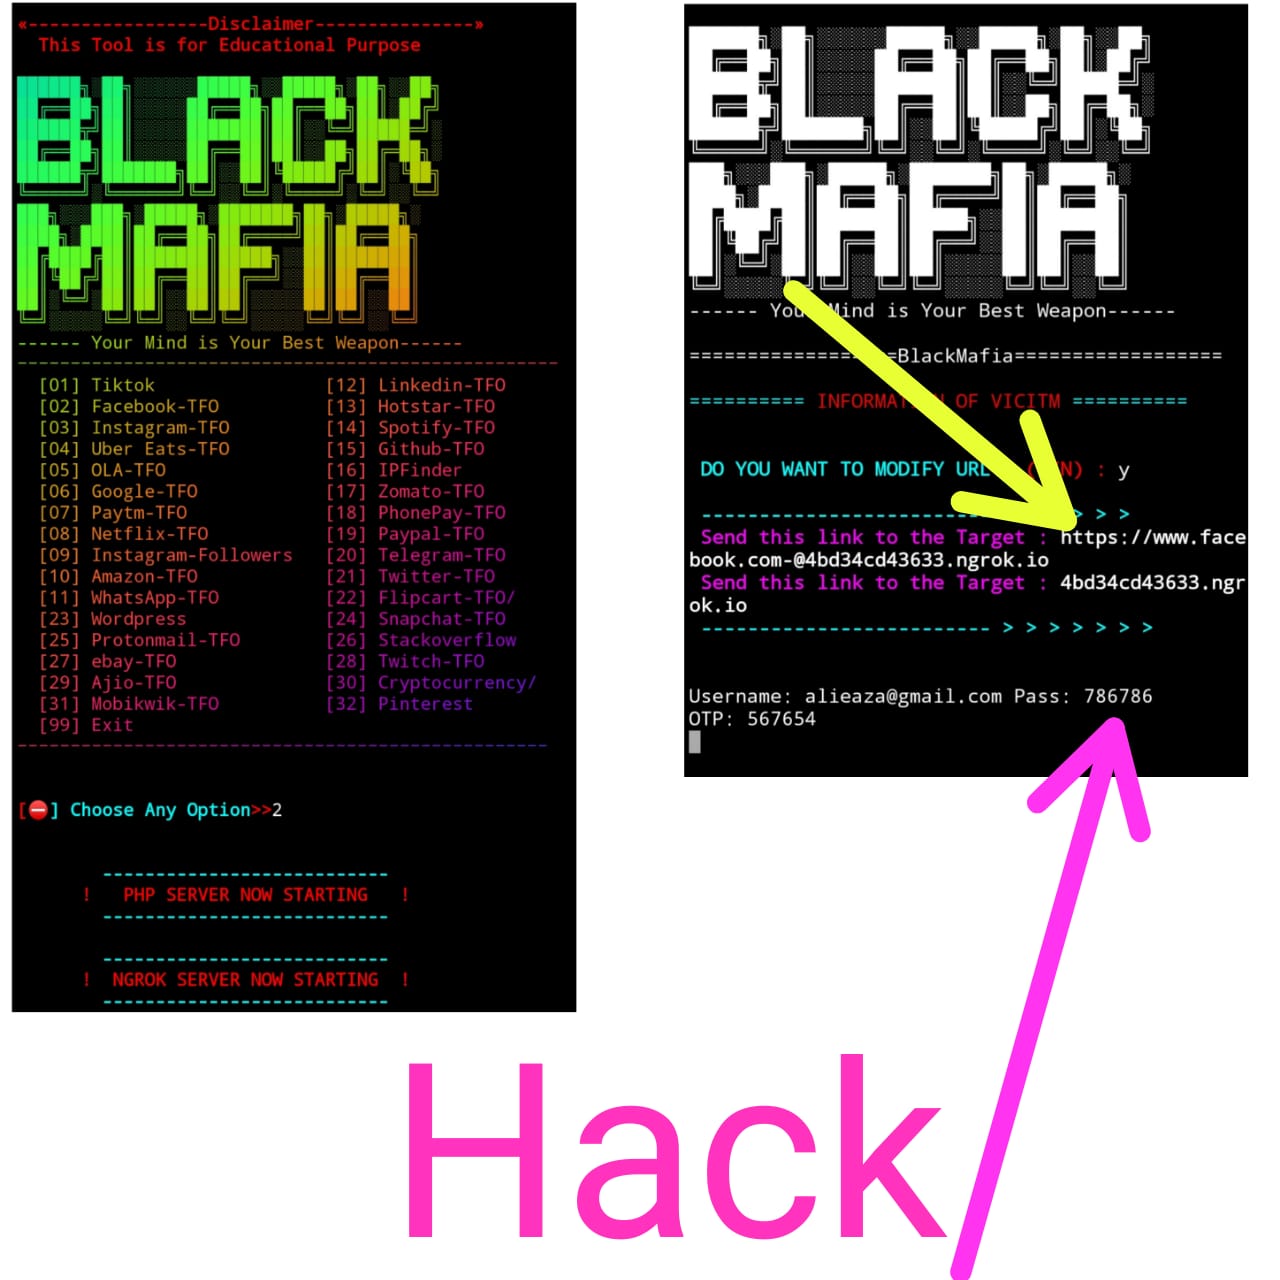 «-----------------Disclaimer---------------»
This Tool is for Educational Purpose
BLACK
MAFIA
------ Your Mind is Your Best Weapon------
[01] Tiktok [12] Linkedin-TFO
[02] Facebook-TFO [13] Hotstar-TFO
[03] Instagram-TFO [14] Spotify-TFO
[04] Uber Eats-TFO [15] Github-TFO
[05] OLA-TFO [16] IPFinder
[06] Google-TFO [17] Zomato-TFO
[07] Paytm-TFO [18] PhonePay-TFO
[08] Netflix-TFO [19] Paypal-TFO
[09] Instagram-Followers [20] Telegram-TFO
[10] Amazon-TFO [21] Twitter-TFO
[11] WhatsApp-TFO [22] Flipcart-TFO/
[23] Wordpress [24] Snapchat-TFO
[25] Protonmail-TFO [26] Stackoverflow
[27] ebay-TFO [28] Twitch-TFO
[29] Ajio-TFO [30] Cryptocurrency/
[31] Mobikwik-TFO [32] Pinterest
[99] Exit
[⛔] Choose Any Option>>2
! PHP SERVER NOW STARTING !
! NGROK SERVER NOW STARTING !
BLACK
MAFIA
------ You Mind is Your Best Weapon------
==================BlackMafia==================
========== INFORMATION OF VICITM ==========
DO YOU WANT TO MODIFY URL N) : y
------------------------ > > >
Send this link to the Target : https://www.face
book.com-@4bd34cd43633.ngrok.io
Send this link to the Target : 4bd34cd43633.ngr
ok.io
------------------------- > > > > > > >
Username: alieaza@gmail.com Pass: 786786
OTP: 567654
Hack